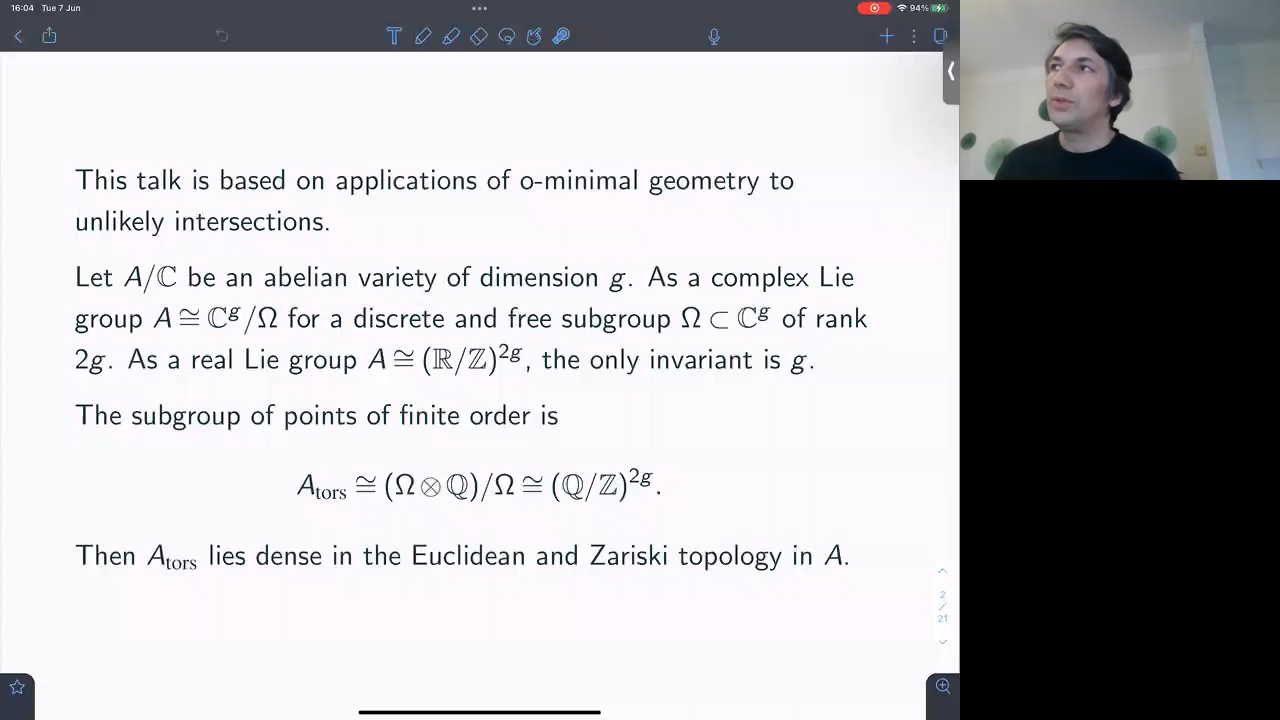 16:04 Tue 7 Jun
94%
This talk is based on applications of o-minimal geometry to
unlikely intersections.
Let A/ℂ be an abelian variety of dimension g. As a complex Lie
group A ≅ ℂ^g/Ω for a discrete and free subgroup Ω ⊂ ℂ^g of rank
2g. As a real Lie group A ≅ (ℝ/ℤ)^{2g}, the only invariant is g.
The subgroup of points of finite order is
A_tors ≅ (Ω ⊗ ℚ)/Ω ≅ (ℚ/ℤ)^{2g}.
Then A_tors lies dense in the Euclidean and Zariski topology in A.
2
/
21